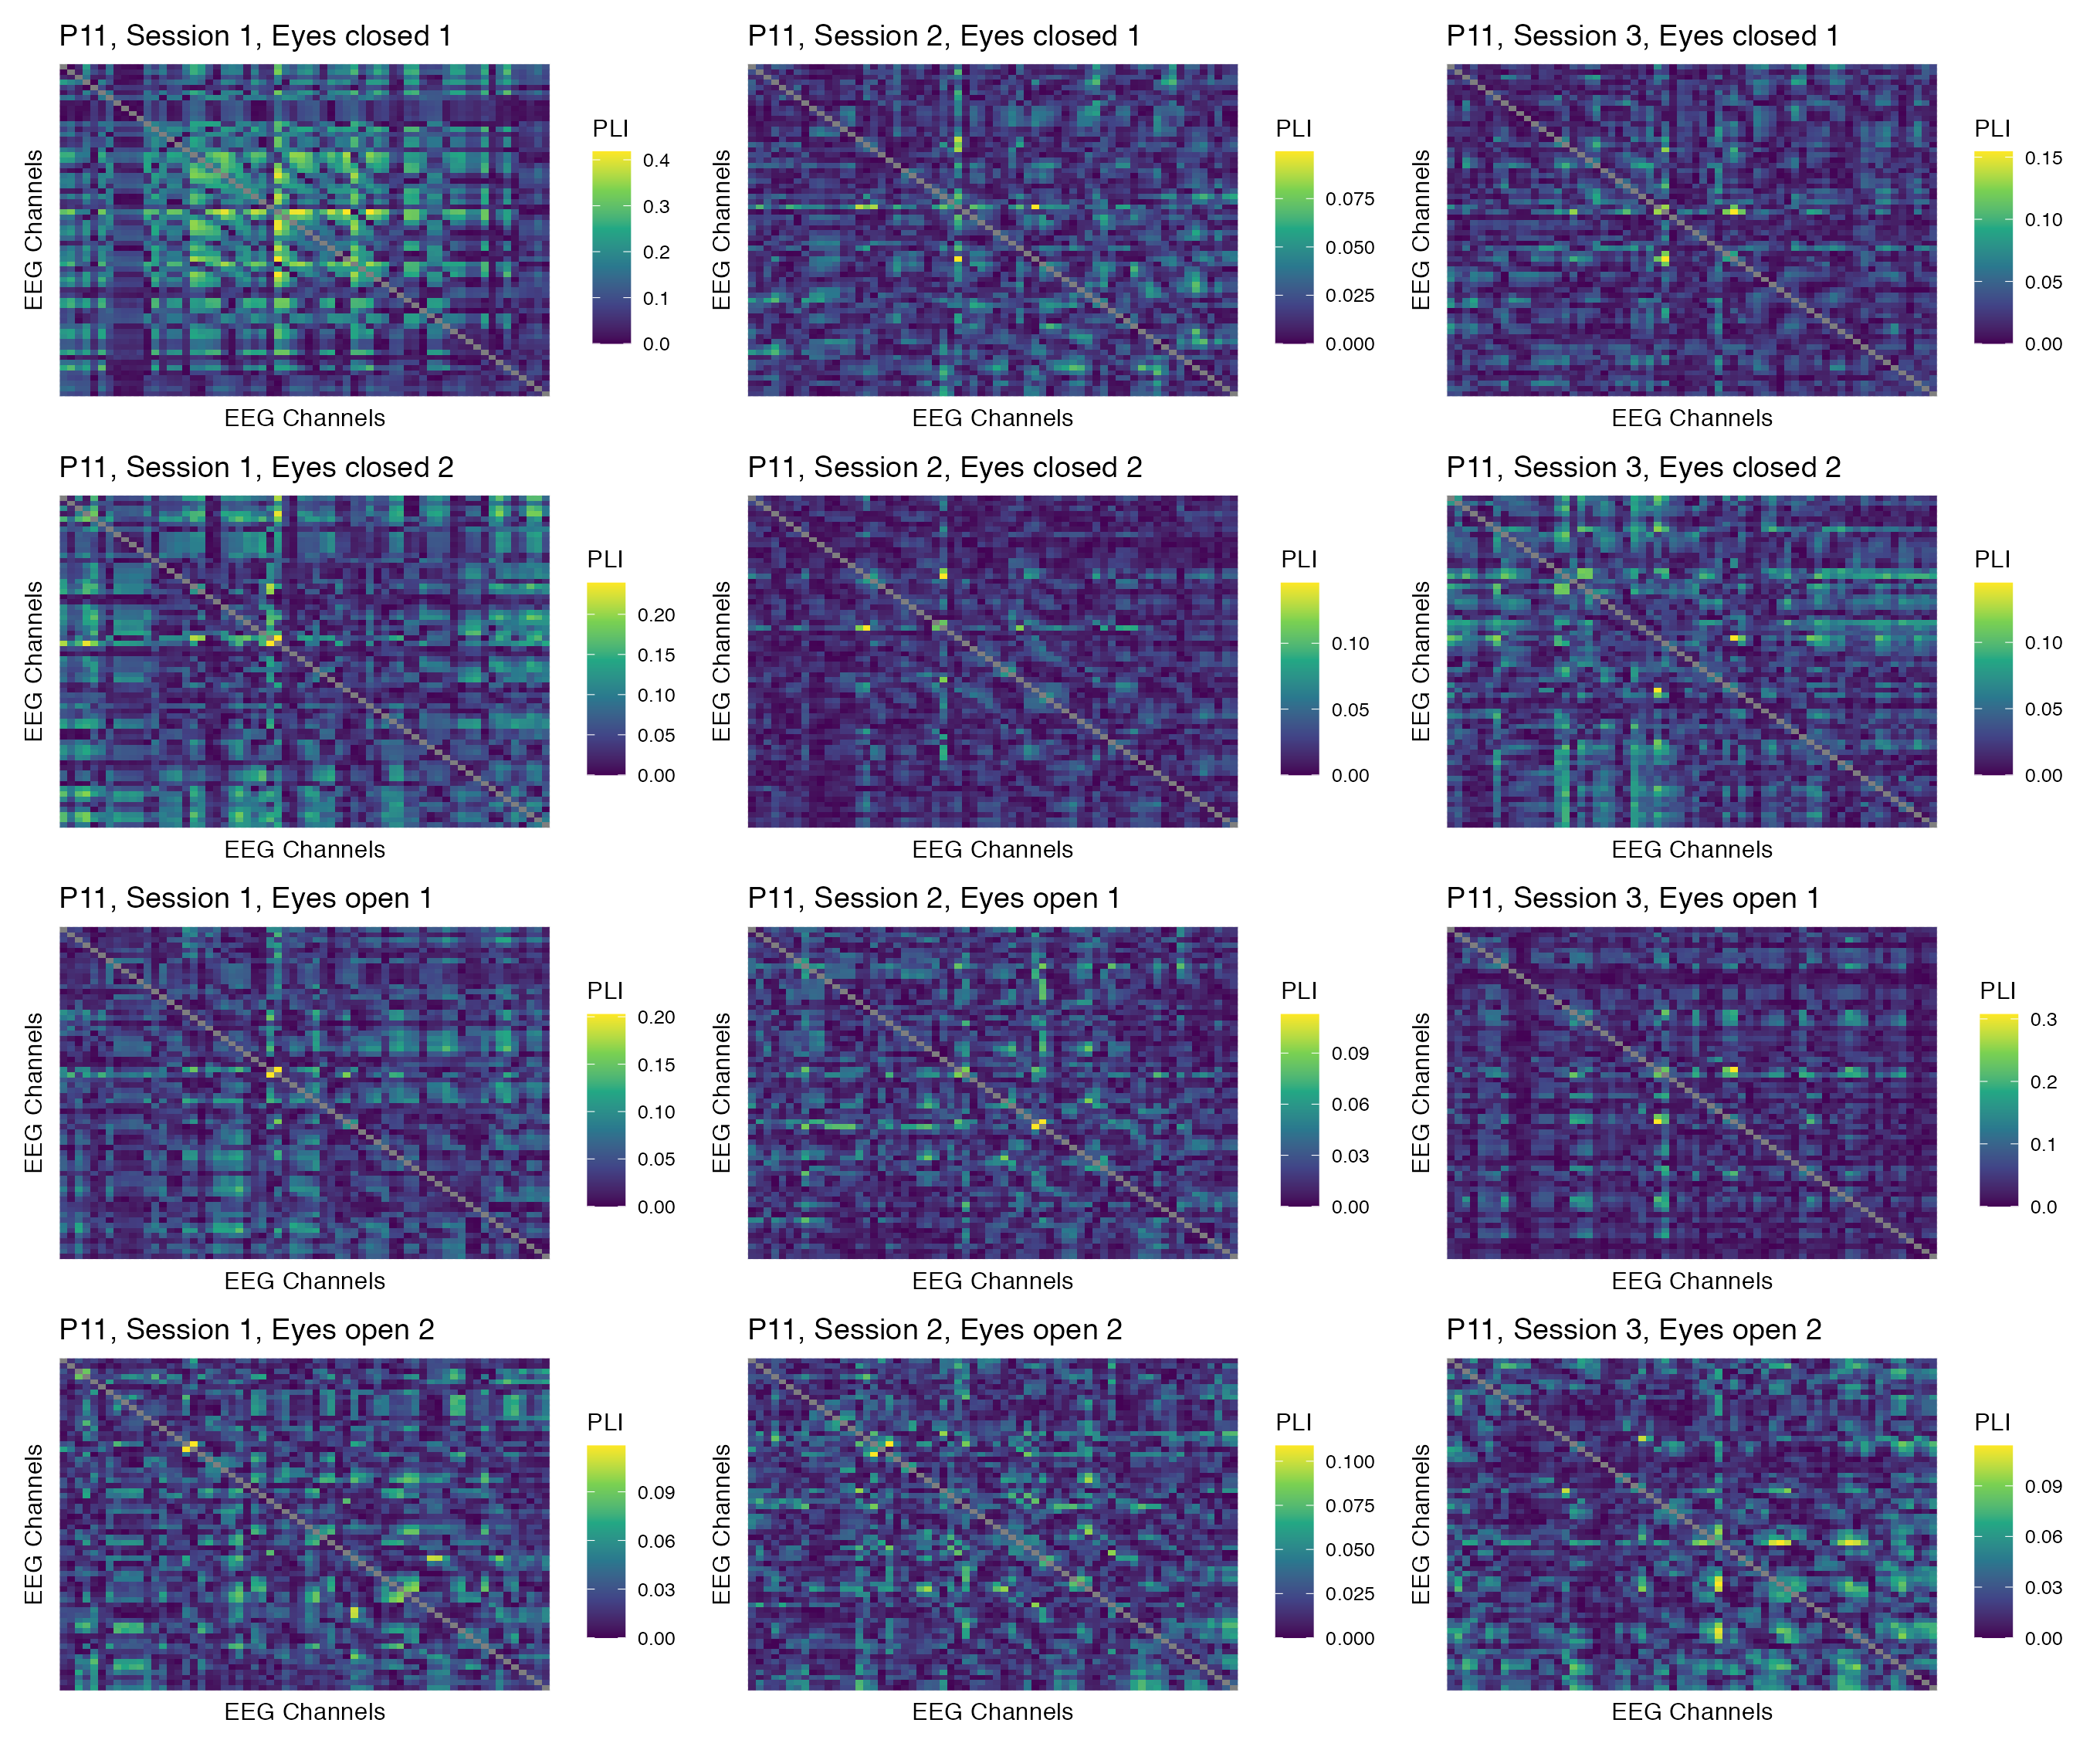 P11, Session 1, Eyes closed 1
EEG Channels
EEG Channels
PLI
0.4
0.3
0.2
0.1
0.0
P11, Session 2, Eyes closed 1
EEG Channels
EEG Channels
PLI
0.075
0.050
0.025
0.000
P11, Session 3, Eyes closed 1
EEG Channels
EEG Channels
PLI
0.15
0.10
0.05
0.00
P11, Session 1, Eyes closed 2
EEG Channels
EEG Channels
PLI
0.20
0.15
0.10
0.05
0.00
P11, Session 2, Eyes closed 2
EEG Channels
EEG Channels
PLI
0.10
0.05
0.00
P11, Session 3, Eyes closed 2
EEG Channels
EEG Channels
PLI
0.10
0.05
0.00
P11, Session 1, Eyes open 1
EEG Channels
EEG Channels
PLI
0.20
0.15
0.10
0.05
0.00
P11, Session 2, Eyes open 1
EEG Channels
EEG Channels
PLI
0.09
0.06
0.03
0.00
P11, Session 3, Eyes open 1
EEG Channels
EEG Channels
PLI
0.3
0.2
0.1
0.0
P11, Session 1, Eyes open 2
EEG Channels
EEG Channels
PLI
0.09
0.06
0.03
0.00
P11, Session 2, Eyes open 2
EEG Channels
EEG Channels
PLI
0.100
0.075
0.050
0.025
0.000
P11, Session 3, Eyes open 2
EEG Channels
EEG Channels
PLI
0.09
0.06
0.03
0.00